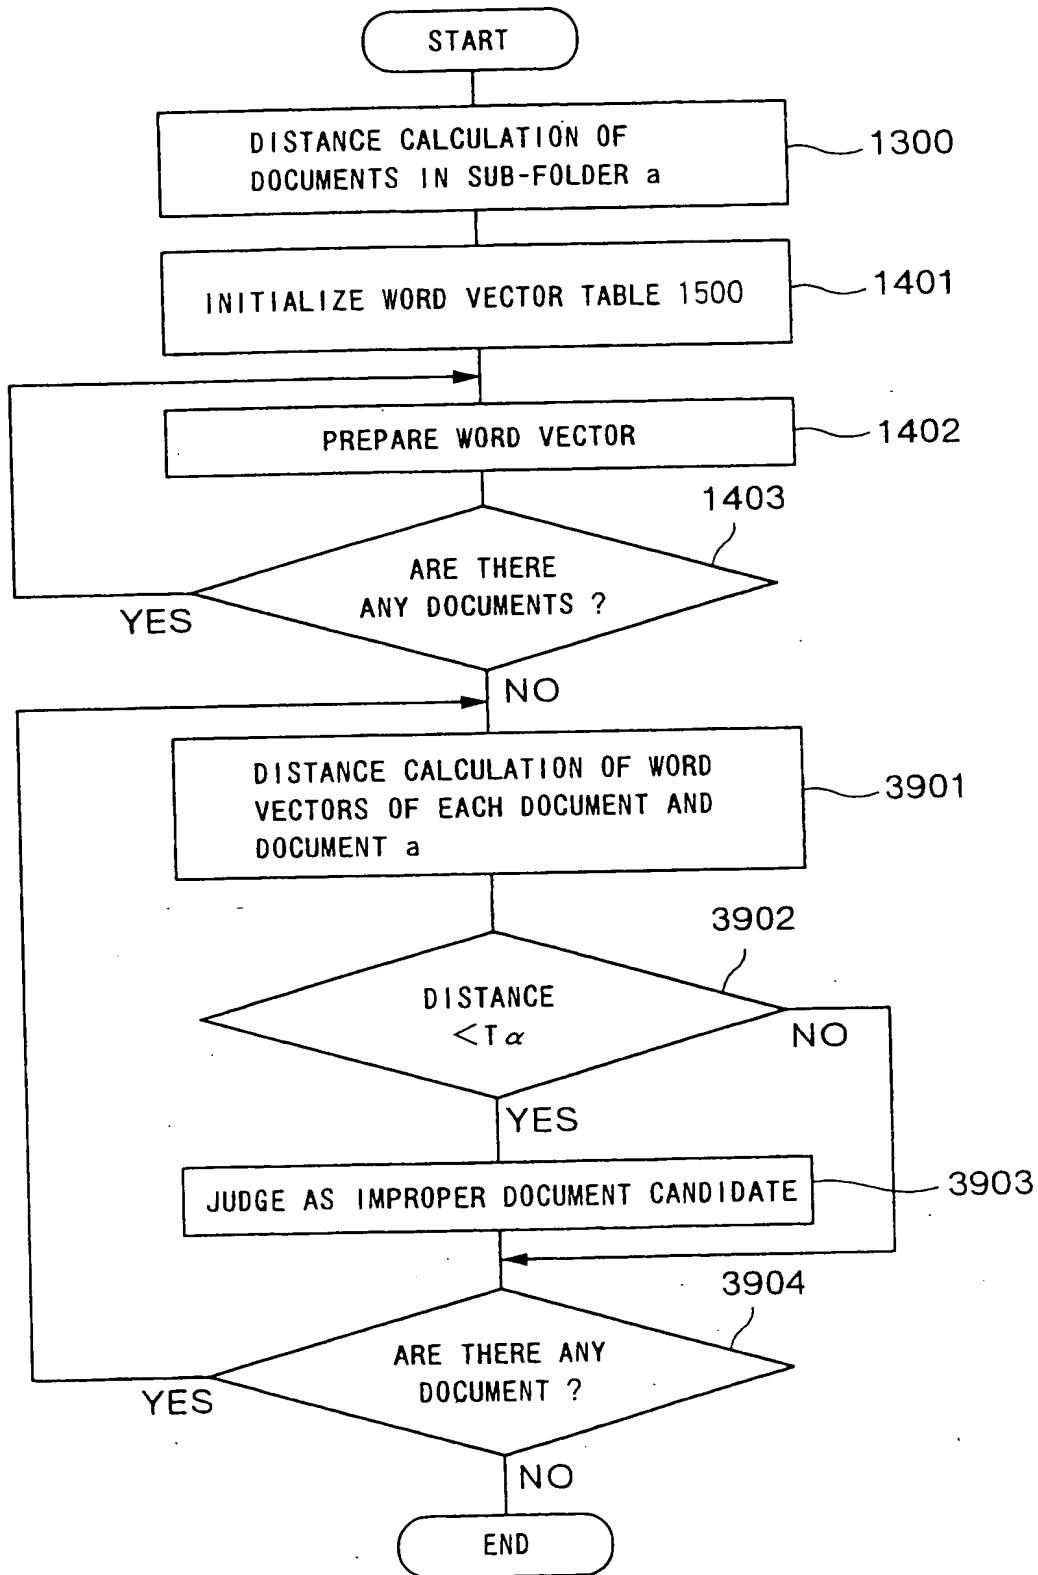 START
DISTANCE CALCULATION OF
DOCUMENTS IN SUB-FOLDER a
1300
INITIALIZE WORD VECTOR TABLE 1500
1401
PREPARE WORD VECTOR
1402
1403
ARE THERE
ANY DOCUMENTS ?
YES
NO
DISTANCE CALCULATION OF WORD
VECTORS OF EACH DOCUMENT AND
DOCUMENT a
3901
3902
DISTANCE
<Tα
NO
YES
JUDGE AS IMPROPER DOCUMENT CANDIDATE
3903
3904
ARE THERE ANY
DOCUMENT ?
YES
NO
END